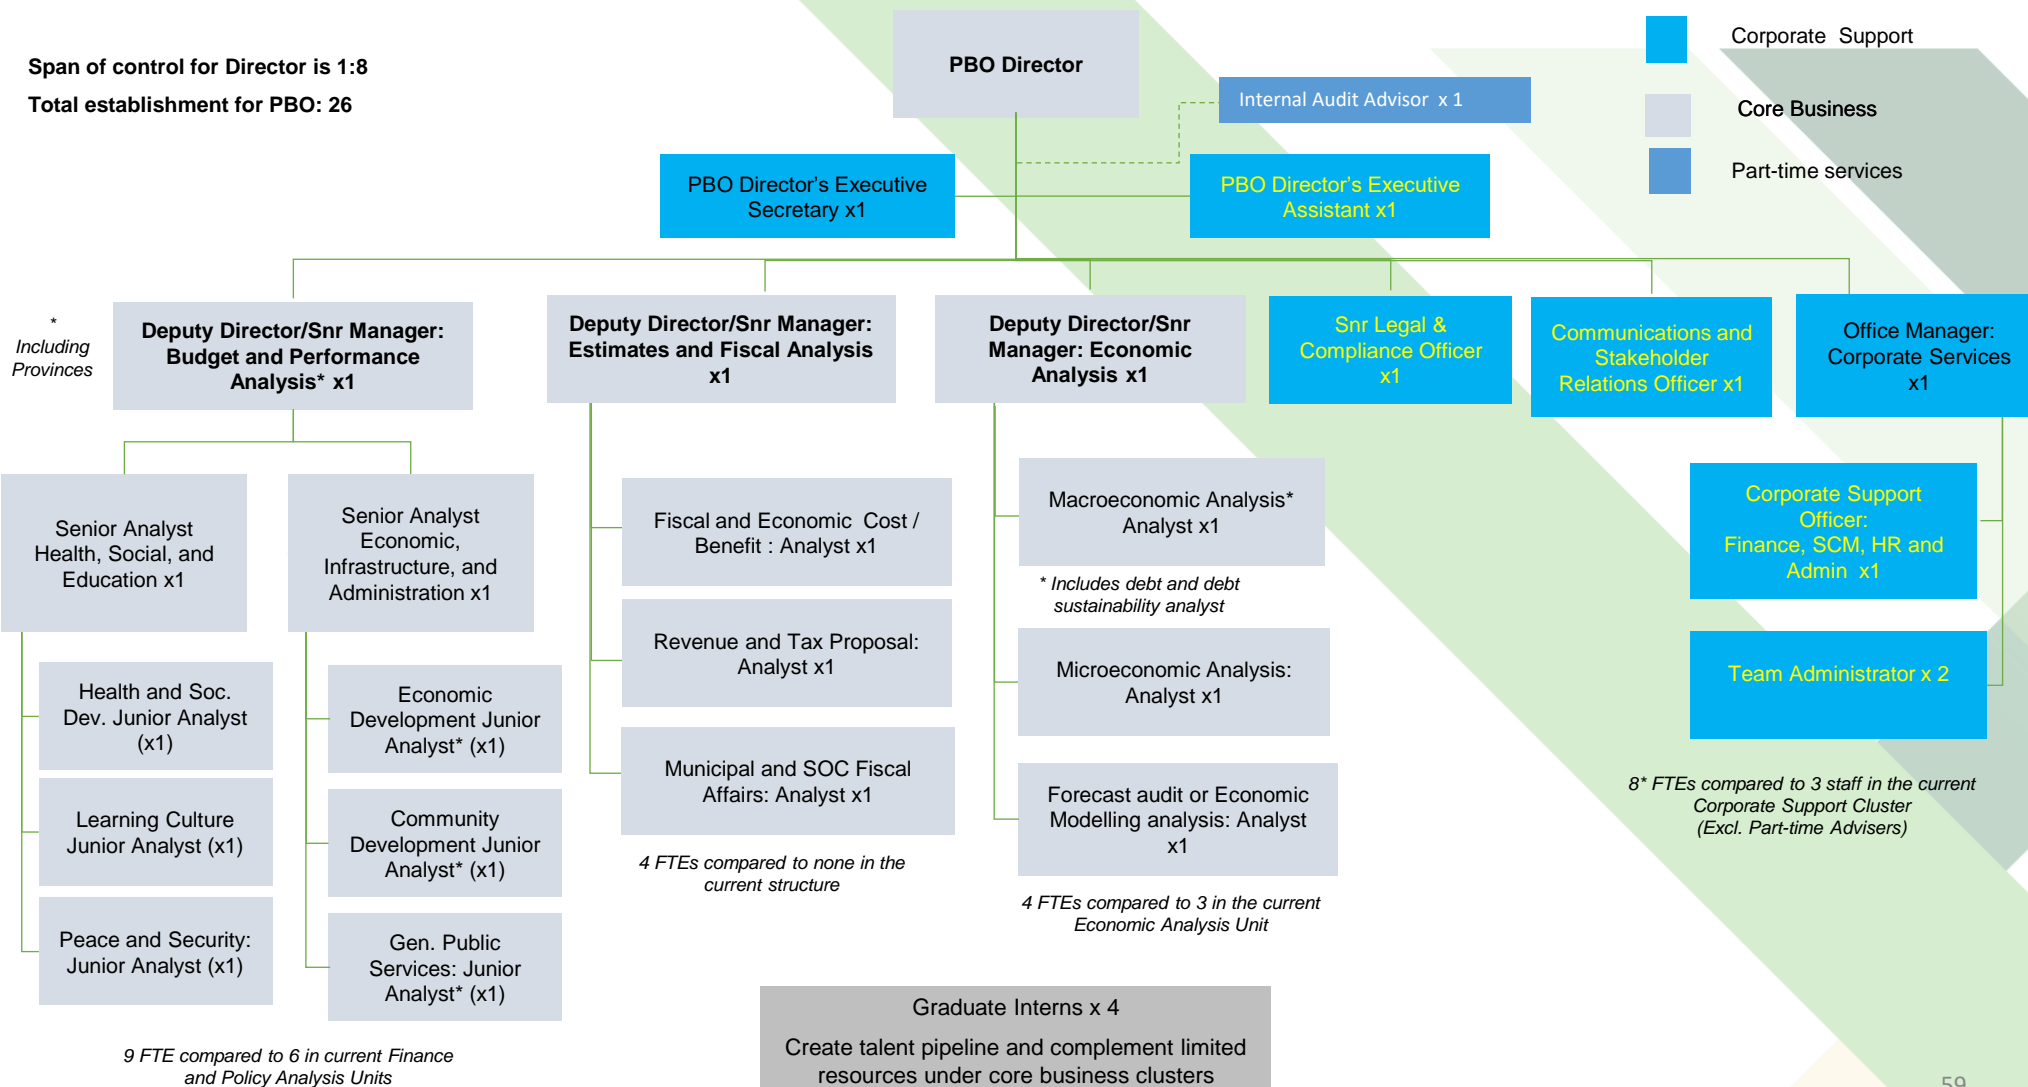 Span of control for Director is 1:8
Total establishment for PBO: 26
PBO Director
Internal Audit Advisor x 1
Corporate Support
Core Business
Part-time services
PBO Director’s Executive
Secretary x1
PBO Director’s Executive
Assistant x1
*
Including
Provinces
Deputy Director/Snr Manager:
Budget and Performance
Analysis* x1
Deputy Director/Snr Manager:
Estimates and Fiscal Analysis
x1
Deputy Director/Snr
Manager: Economic
Analysis x1
Snr Legal &
Compliance Officer
x1
Communications and
Stakeholder
Relations Officer x1
Office Manager:
Corporate Services
x1
Senior Analyst
Health, Social, and
Education x1
Senior Analyst
Economic,
Infrastructure, and
Administration x1
Health and Soc.
Dev. Junior Analyst
(x1)
Learning Culture
Junior Analyst (x1)
Peace and Security:
Junior Analyst (x1)
Economic
Development Junior
Analyst* (x1)
Community
Development Junior
Analyst* (x1)
Gen. Public
Services: Junior
Analyst* (x1)
9 FTE compared to 6 in current Finance
and Policy Analysis Units
Fiscal and Economic Cost /
Benefit : Analyst x1
Revenue and Tax Proposal:
Analyst x1
Municipal and SOC Fiscal
Affairs: Analyst x1
4 FTEs compared to none in the
current structure
Macroeconomic Analysis*
Analyst x1
* Includes debt and debt
sustainability analyst
Microeconomic Analysis:
Analyst x1
Forecast audit or Economic
Modelling analysis: Analyst
x1
4 FTEs compared to 3 in the current
Economic Analysis Unit
Corporate Support
Officer:
Finance, SCM, HR and
Admin x1
Team Administrator x 2
8* FTEs compared to 3 staff in the current
Corporate Support Cluster
(Excl. Part-time Advisers)
Graduate Interns x 4
Create talent pipeline and complement limited
resources under core business clusters
59